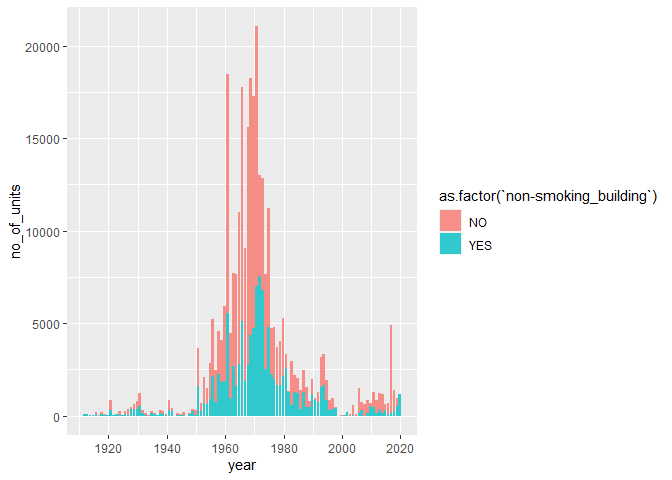 20000
15000
10000
5000
0
no_of_units
1920
1940
1960
1980
2000
2020
year
as.factor(`non-smoking_building`)
NO
YES